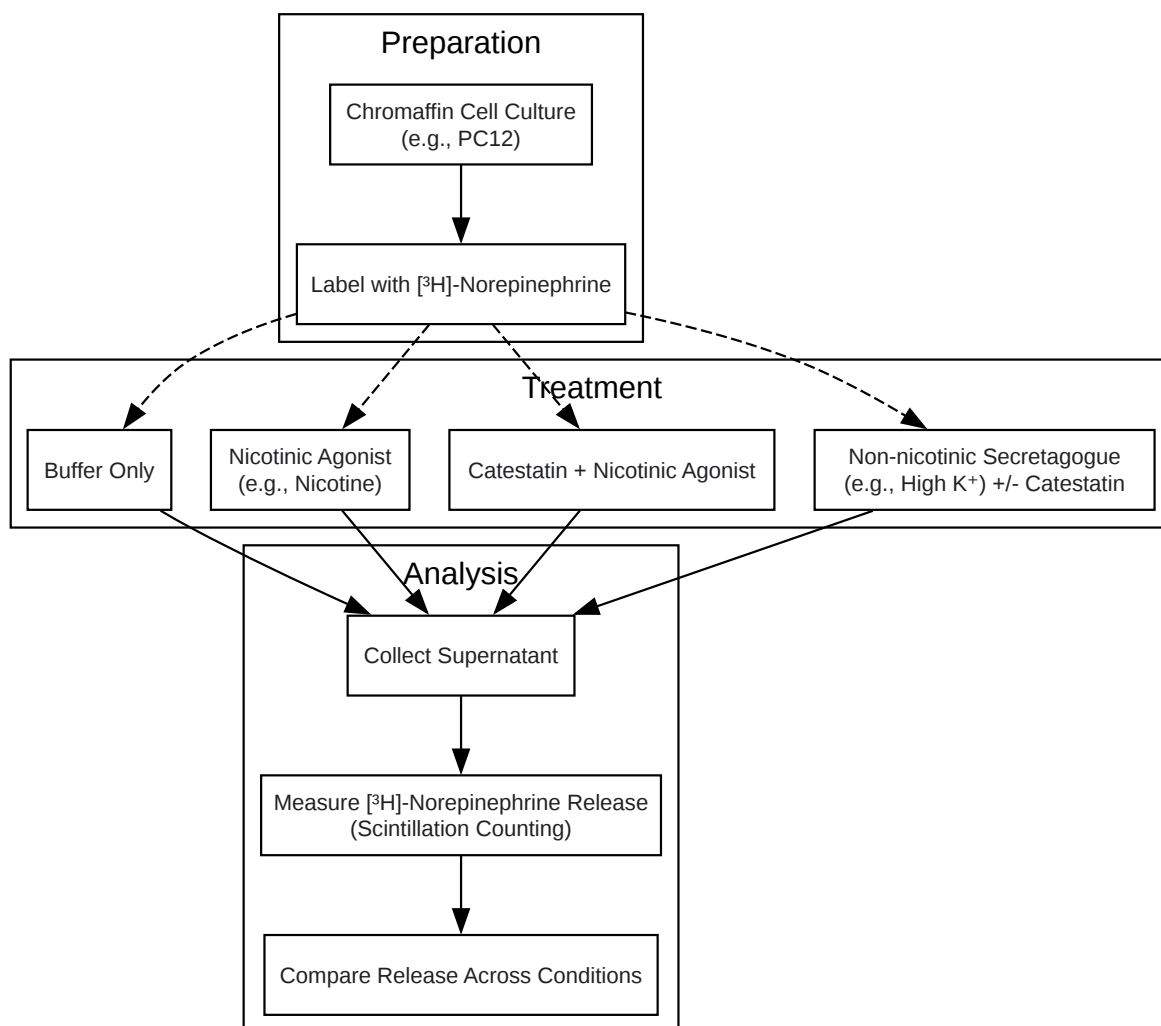 Preparation
Chromaffin Cell Culture
(e.g., PC12)
Label with [³H]-Norepinephrine
Treatment
Buffer Only
Nicotinic Agonist
(e.g., Nicotine)
Catestatin + Nicotinic Agonist
Non-nicotinic Secretagogue
(e.g., High K⁺) +/- Catestatin
Analysis
Collect Supernatant
Measure [³H]-Norepinephrine Release
(Scintillation Counting)
Compare Release Across Conditions